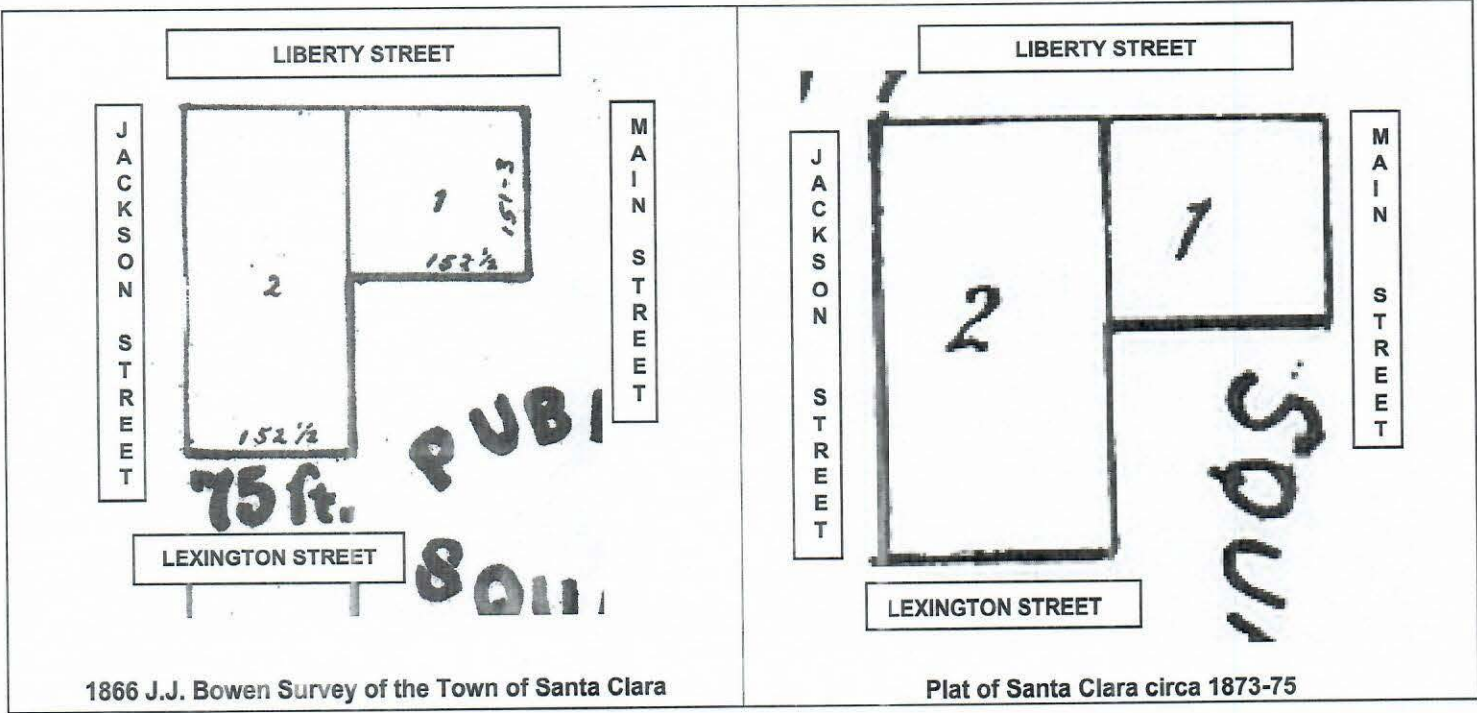 LIBERTY STREET
JACKSON STREET
MAIN STREET
1
151-3
152½
2
152½
75 ft.
PUB
LEXINGTON STREET
SQU
1866 J.J. Bowen Survey of the Town of Santa Clara
LIBERTY STREET
JACKSON STREET
MAIN STREET
1
2
SQU
LEXINGTON STREET
Plat of Santa Clara circa 1873-75